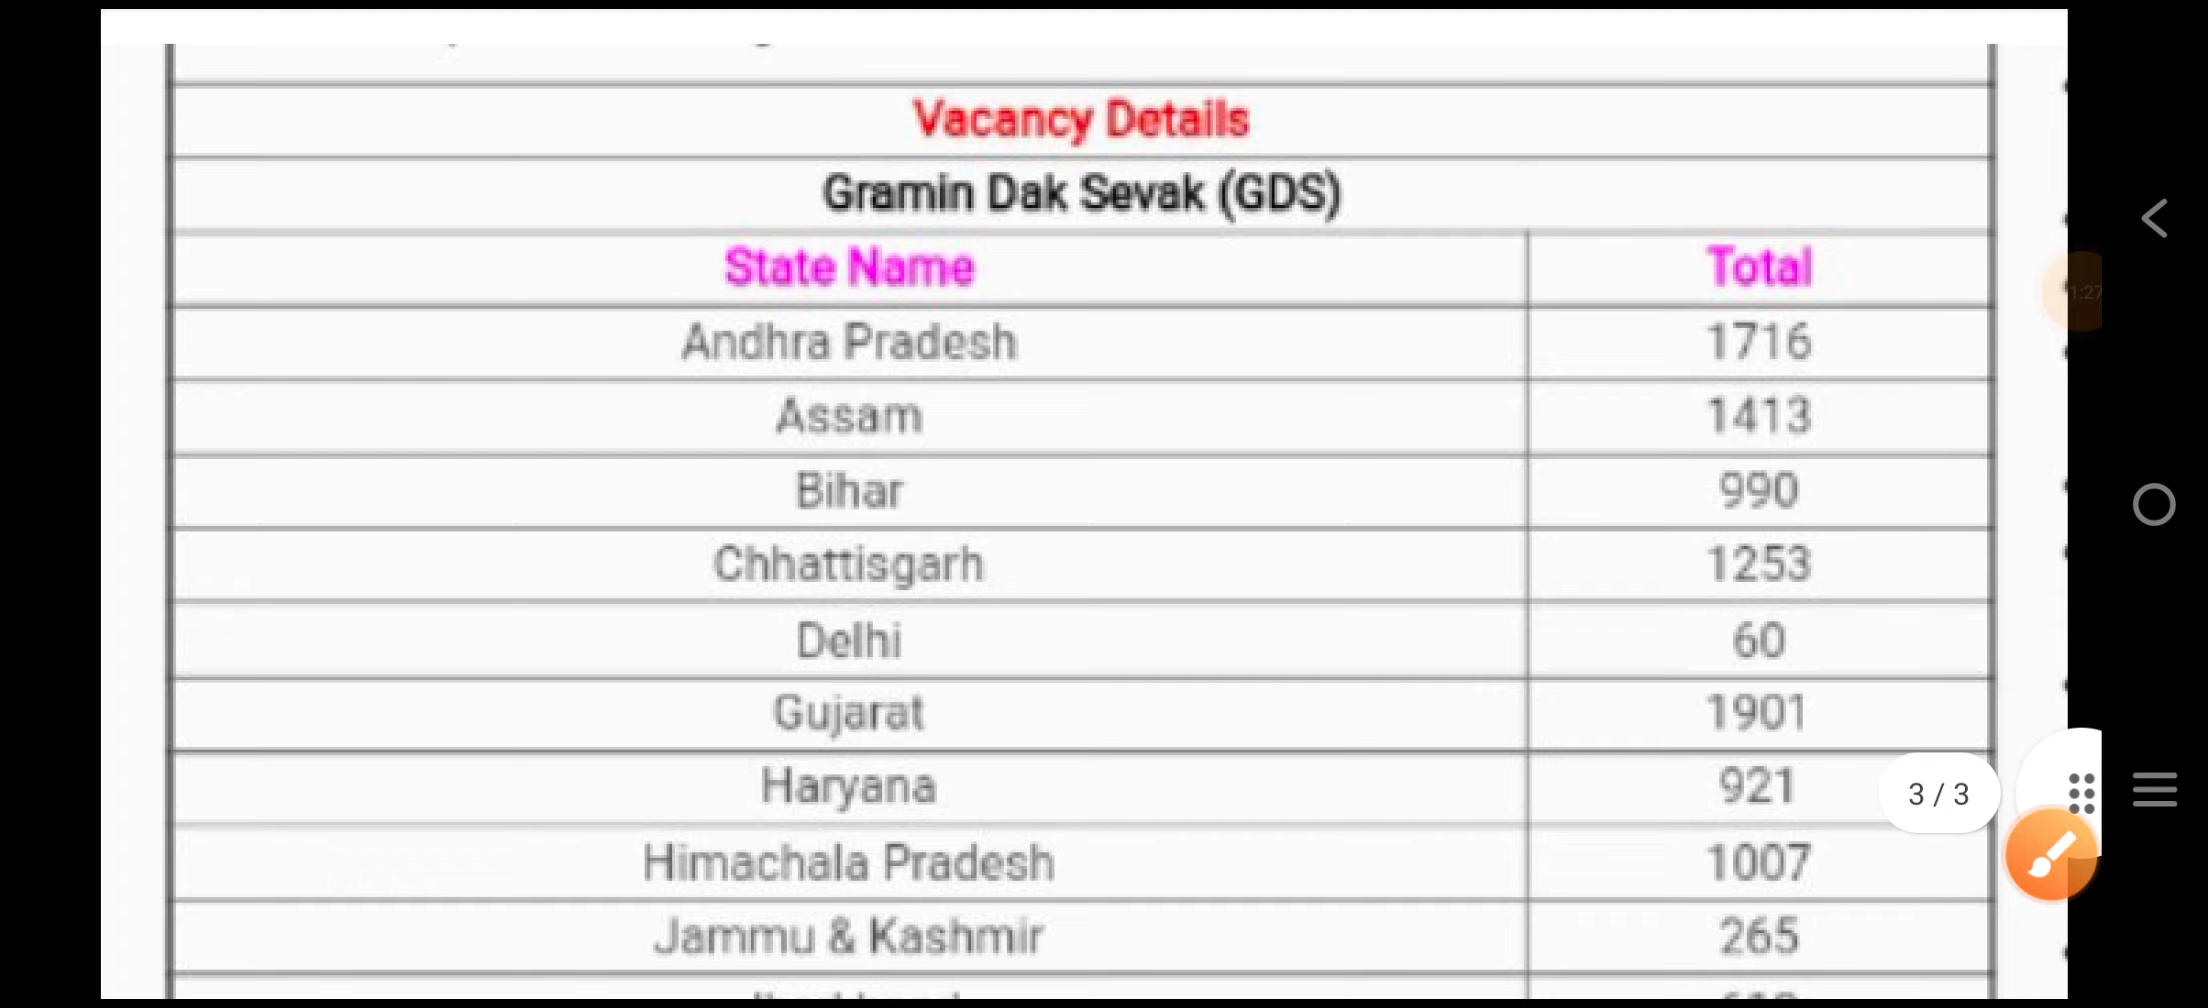 Vacancy Details
Gramin Dak Sevak (GDS)
State Name Total
Andhra Pradesh 1716
Assam 1413
Bihar 990
Chhattisgarh 1253
Delhi 60
Gujarat 1901
Haryana 921
3 / 3
Himachala Pradesh 1007
Jammu & Kashmir 265